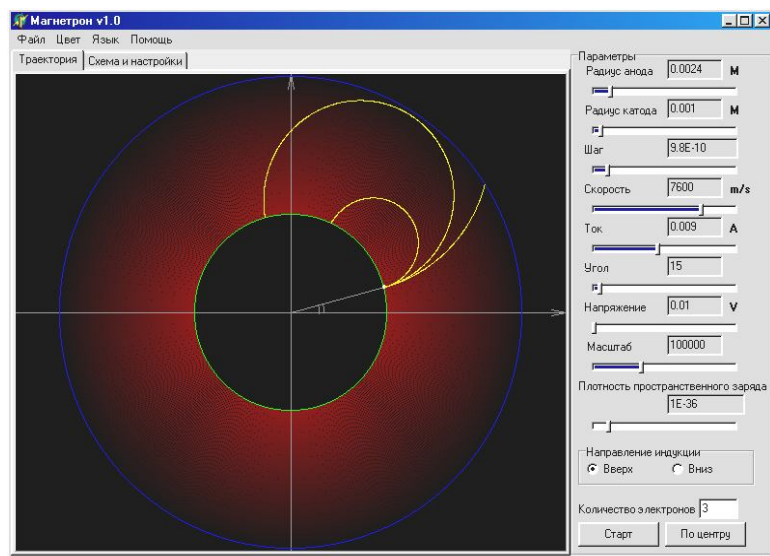 Магнетрон v1.0
Файл Цвет Язык Помощь
Траектория Схема и настройки
Параметры
Радиус анода 0.0024 М
Радиус катода 0.001 М
Шаг 9.8E-10
Скорость 7600 m/s
Ток 0.009 A
Угол 15
Напряжение 0.01 V
Масштаб 100000
Плотность пространственного заряда
1E-36
Направление индукции
Вверх Вниз
Количество электронов 3
Старт По центру